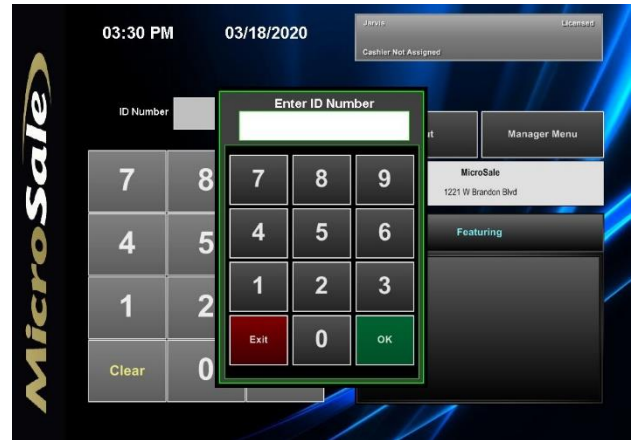 03:30 PM 03/18/2020
Jarvis Licensed
Cashier Not Assigned
MicroSale
ID Number
Enter ID Number
ut Manager Menu
MicroSale
1221 W Brandon Blvd
Featuring
7 8
4 5
1 2
Clear 0
7 8 9
4 5 6
1 2 3
Exit 0 OK